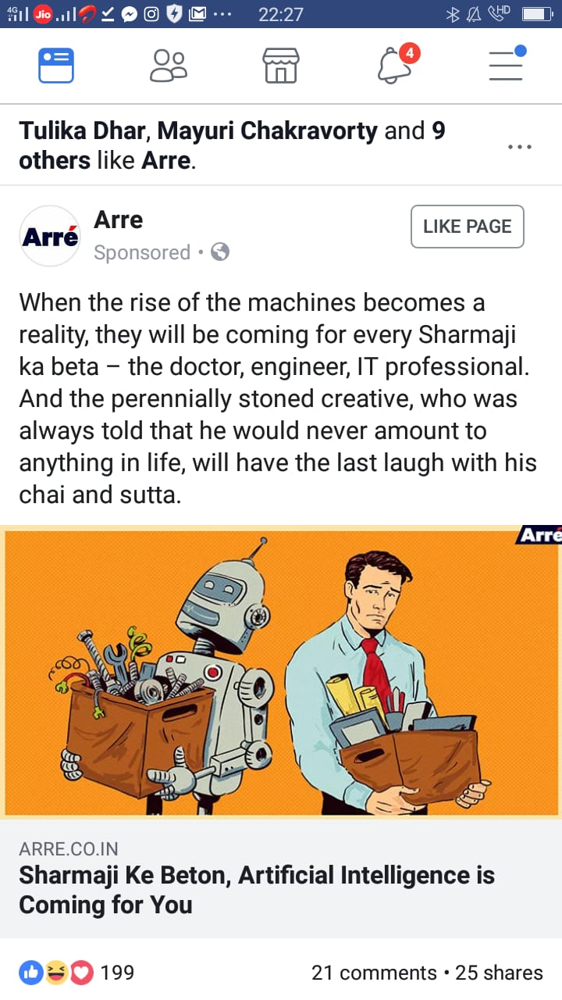 4G Jio 22:27 HD
4
Tulika Dhar, Mayuri Chakravorty and 9
others like Arre.
Arré
Arre
Sponsored •
LIKE PAGE
When the rise of the machines becomes a
reality, they will be coming for every Sharmaji
ka beta – the doctor, engineer, IT professional.
And the perennially stoned creative, who was
always told that he would never amount to
anything in life, will have the last laugh with his
chai and sutta.
Arré
ARRE.CO.IN
Sharmaji Ke Beton, Artificial Intelligence is
Coming for You
199 21 comments • 25 shares